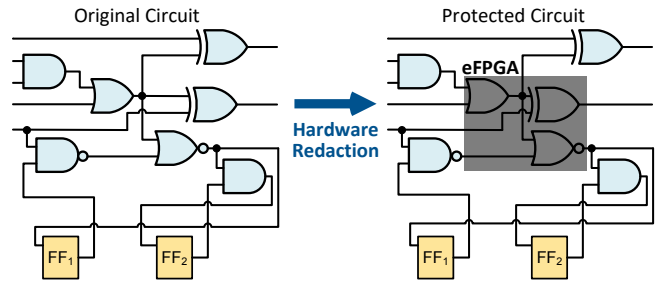 Original Circuit
Protected Circuit
eFPGA
Hardware
Redaction
FF₁
FF₂
FF₁
FF₂